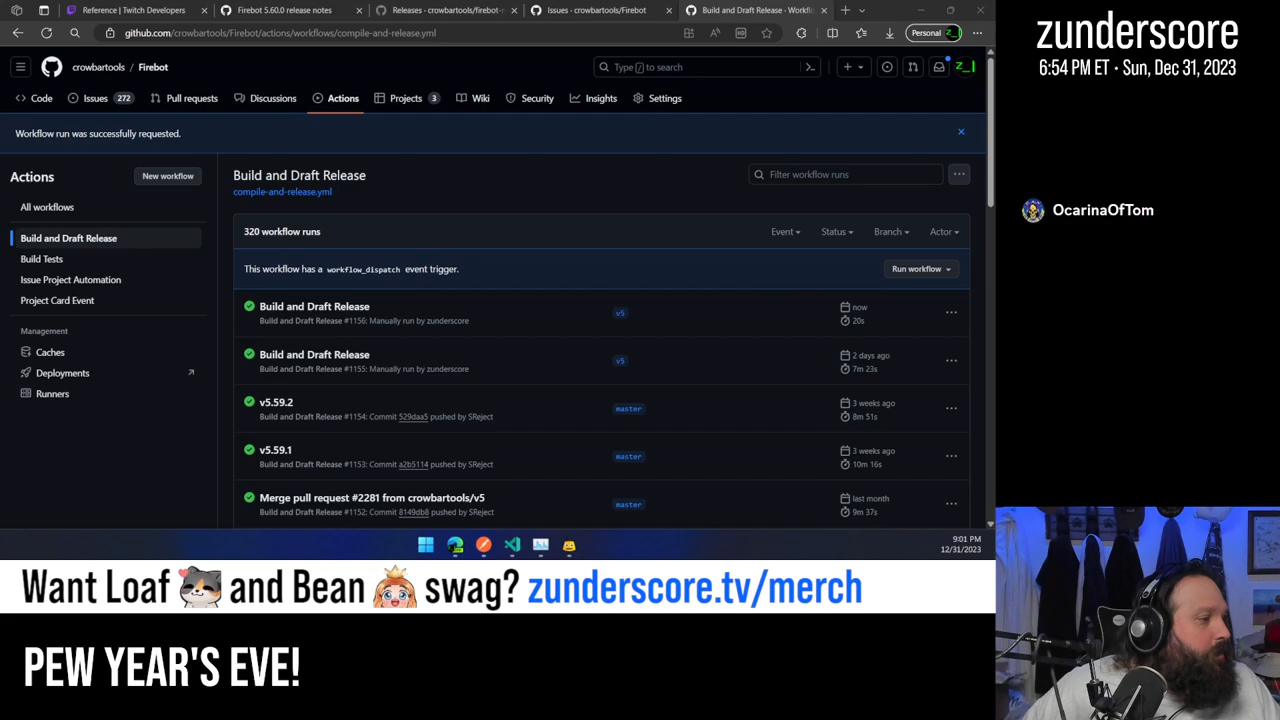 Reference | Twitch Developers
Firebot 5.60.0 release notes
Releases · crowbartools/firebot-n
Issues · crowbartools/Firebot
Build and Draft Release · Workfl
github.com/crowbartools/Firebot/actions/workflows/compile-and-release.yml
Personal
z_|
crowbartools / Firebot
Type / to search
z_|
Code
Issues 272
Pull requests
Discussions
Actions
Projects 3
Wiki
Security
Insights
Settings
Workflow run was successfully requested.
Actions
New workflow
All workflows
Build and Draft Release
Build Tests
Issue Project Automation
Project Card Event
Management
Caches
Deployments
Runners
Build and Draft Release
compile-and-release.yml
Filter workflow runs
320 workflow runs
Event
Status
Branch
Actor
This workflow has a workflow_dispatch event trigger.
Run workflow
Build and Draft Release
Build and Draft Release #1156: Manually run by zunderscore
v5
now
20s
Build and Draft Release
Build and Draft Release #1155: Manually run by zunderscore
v5
2 days ago
7m 23s
v5.59.2
Build and Draft Release #1154: Commit 529daa5 pushed by SReject
master
3 weeks ago
8m 51s
v5.59.1
Build and Draft Release #1153: Commit a2b5114 pushed by SReject
master
3 weeks ago
10m 16s
Merge pull request #2281 from crowbartools/v5
Build and Draft Release #1152: Commit 8149db8 pushed by SReject
master
last month
9m 37s
9:01 PM
12/31/2023
zunderscore
6:54 PM ET · Sun, Dec 31, 2023
OcarinaOfTom
Want Loaf and Bean swag? zunderscore.tv/merch
PEW YEAR'S EVE!